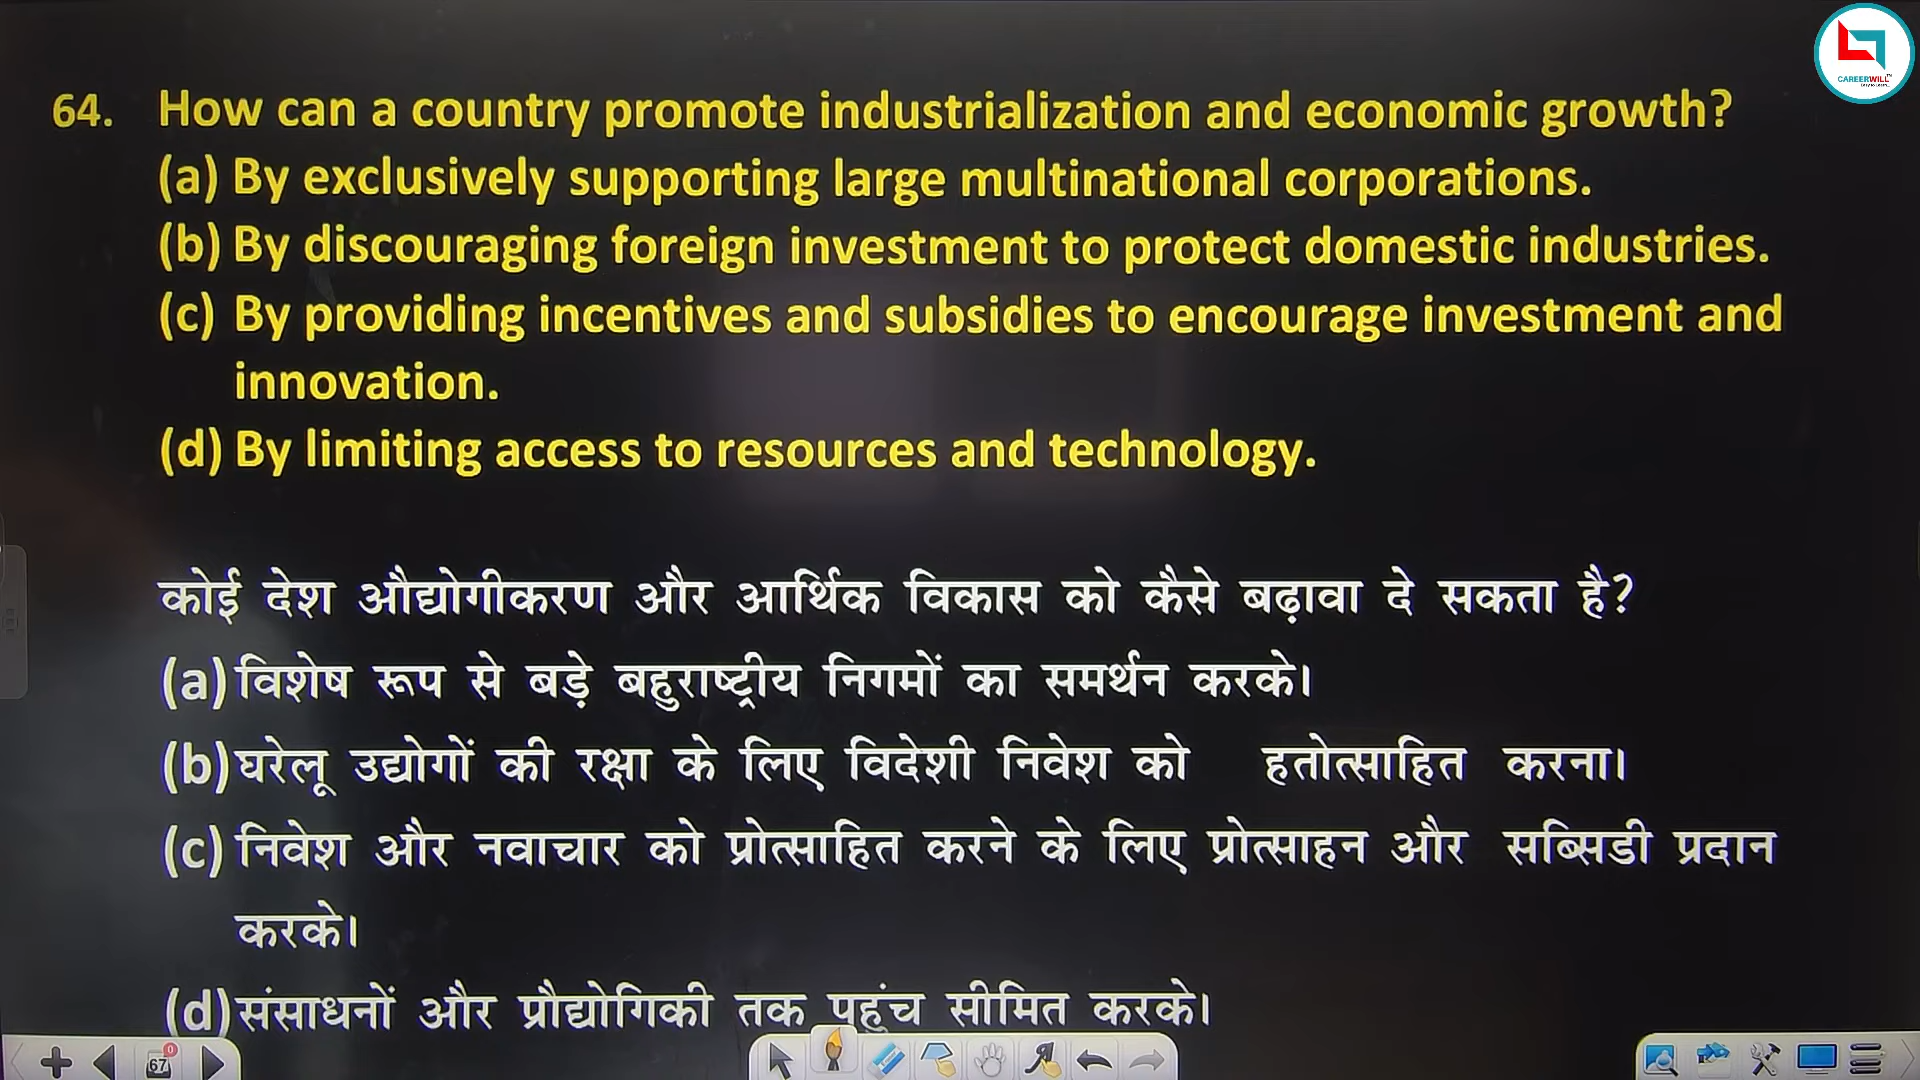 CAREERWILL
64. How can a country promote industrialization and economic growth?
(a) By exclusively supporting large multinational corporations.
(b) By discouraging foreign investment to protect domestic industries.
(c) By providing incentives and subsidies to encourage investment and
innovation.
(d) By limiting access to resources and technology.
कोई देश औद्योगीकरण और आर्थिक विकास को कैसे बढ़ावा दे सकता है?
(a) विशेष रूप से बड़े बहुराष्ट्रीय निगमों का समर्थन करके।
(b) घरेलू उद्योगों की रक्षा के लिए विदेशी निवेश को हतोत्साहित करना।
(c) निवेश और नवाचार को प्रोत्साहित करने के लिए प्रोत्साहन और सब्सिडी प्रदान
करके।
(d) संसाधनों और प्रौद्योगिकी तक पहुंच सीमित करके।
67
0